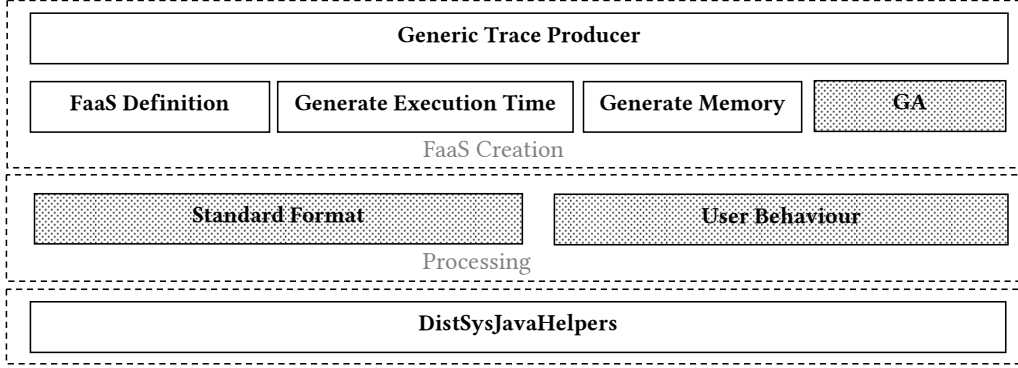 Generic Trace Producer
FaaS Definition
Generate Execution Time
Generate Memory
GA
FaaS Creation
Standard Format
User Behaviour
Processing
DistSysJavaHelpers